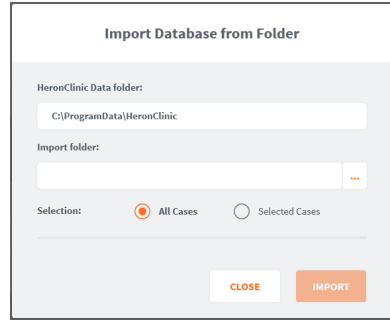 Import Database from Folder
HeronClinic Data folder:
C:\ProgramData\HeronClinic
Import folder:
...
Selection: All Cases Selected Cases
CLOSE IMPORT